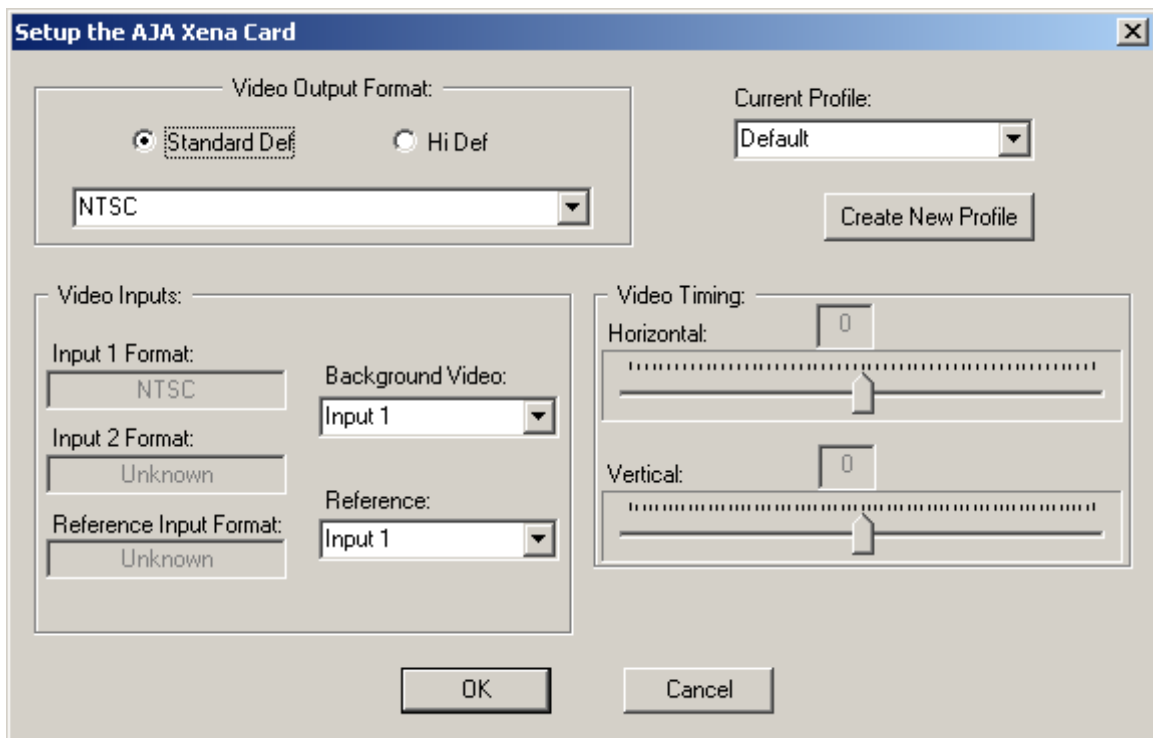 Setup the AJA Xena Card
Video Output Format:
Standard Def
Hi Def
NTSC
Current Profile:
Default
Create New Profile
Video Inputs:
Input 1 Format:
NTSC
Input 2 Format:
Unknown
Reference Input Format:
Unknown
Background Video:
Input 1
Reference:
Input 1
Video Timing:
Horizontal:
0
Vertical:
0
OK
Cancel